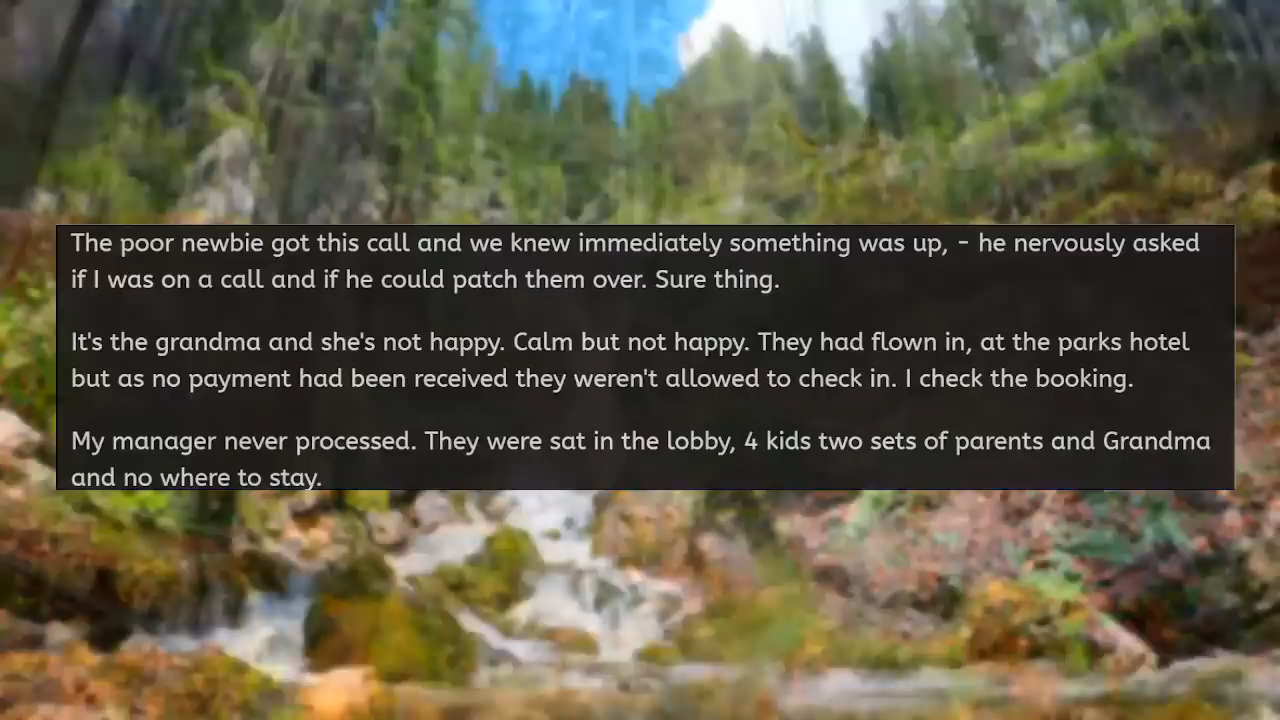 The poor newbie got this call and we knew immediately something was up, - he nervously asked
if I was on a call and if he could patch them over. Sure thing.
It's the grandma and she's not happy. Calm but not happy. They had flown in, at the parks hotel
but as no payment had been received they weren't allowed to check in. I check the booking.
My manager never processed. They were sat in the lobby, 4 kids two sets of parents and Grandma
and no where to stay.